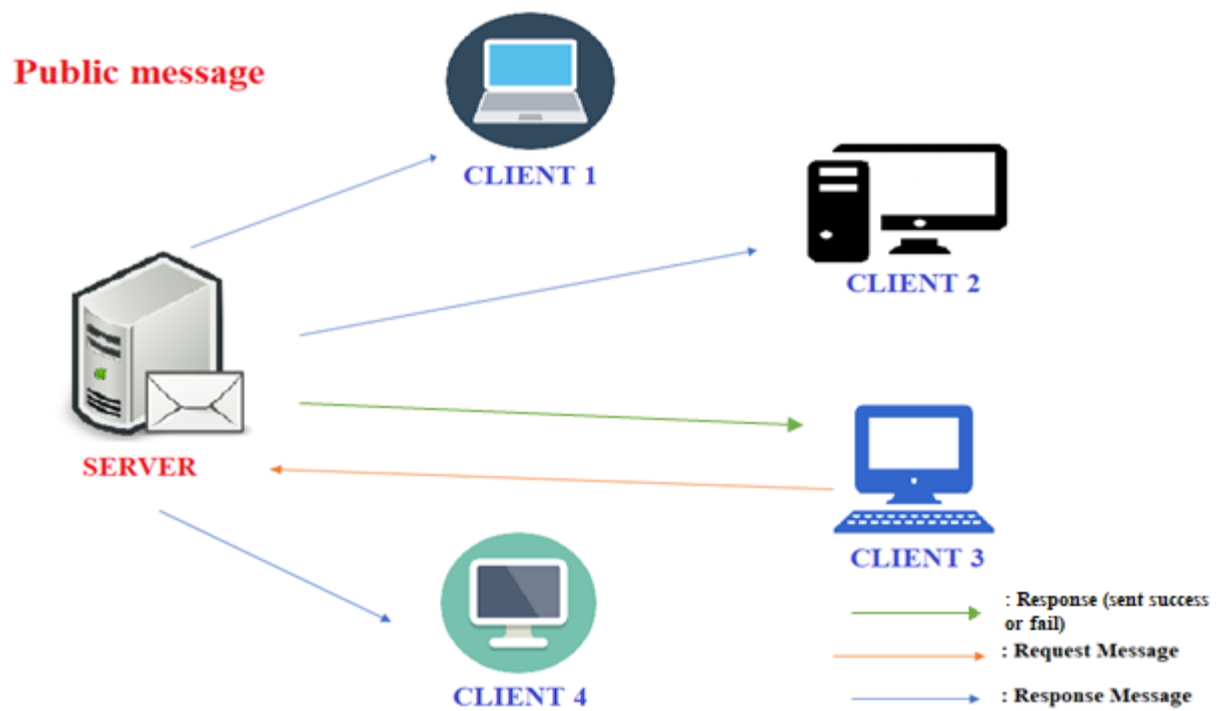 Public message
CLIENT 1
CLIENT 2
SERVER
CLIENT 3
CLIENT 4
: Response (sent success
or fail)
: Request Message
: Response Message